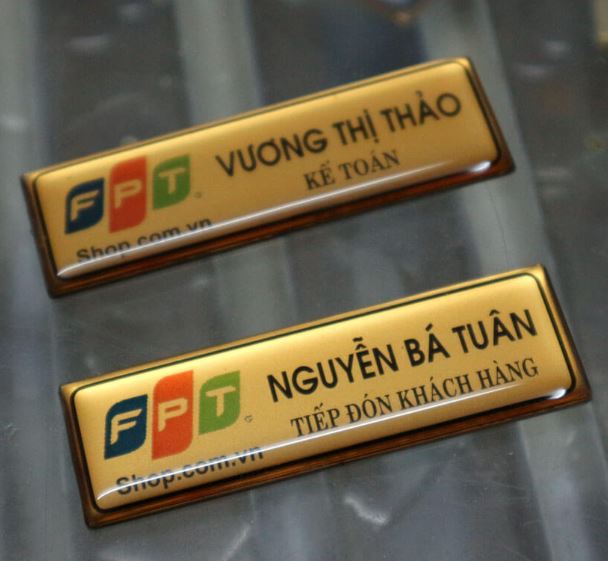 FPT
Shop.com.vn
VƯƠNG THỊ THẢO
KẾ TOÁN
FPT
Shop.com.vn
NGUYỄN BÁ TUÂN
TIẾP ĐÓN KHÁCH HÀNG